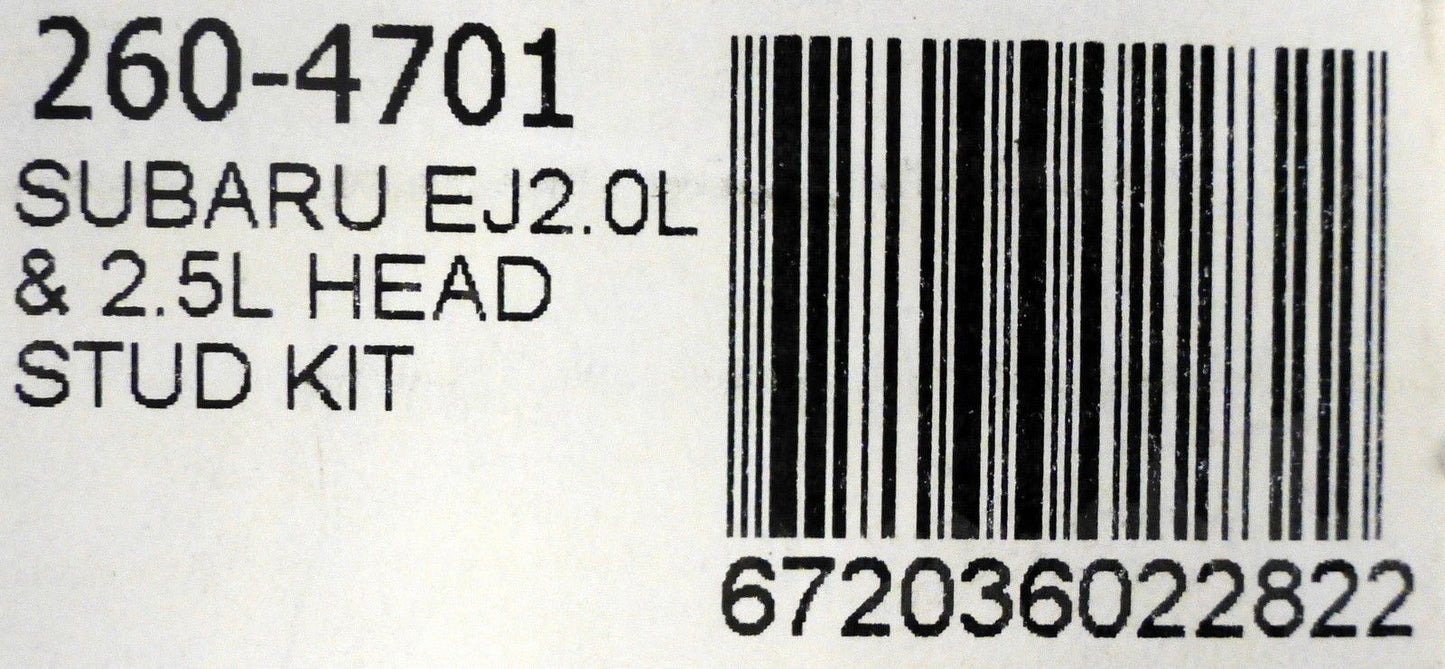 260-4701
SUBARU EJ2.0L
& 2.5L HEAD
STUD KIT
672036022822